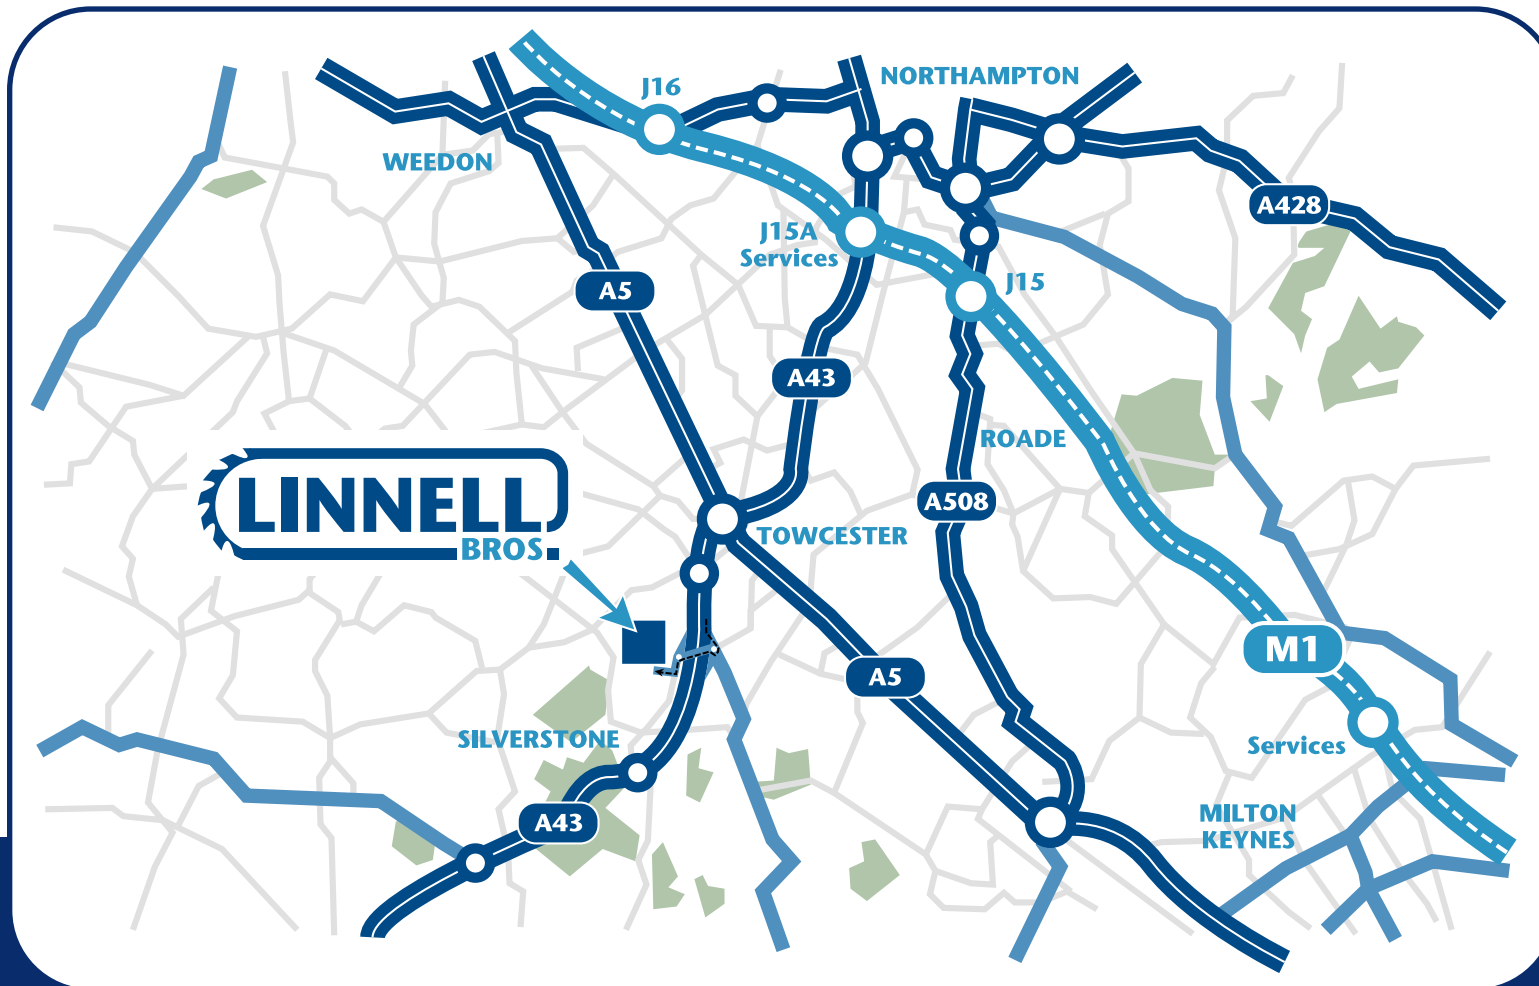 NORTHAMPTON
J16
WEEDON
A428
J15A
Services
J15
A5
A43
ROADE
LINNELL
BROS.
A508
TOWCESTER
M1
A5
SILVERSTONE
Services
MILTON
KEYNES
A43